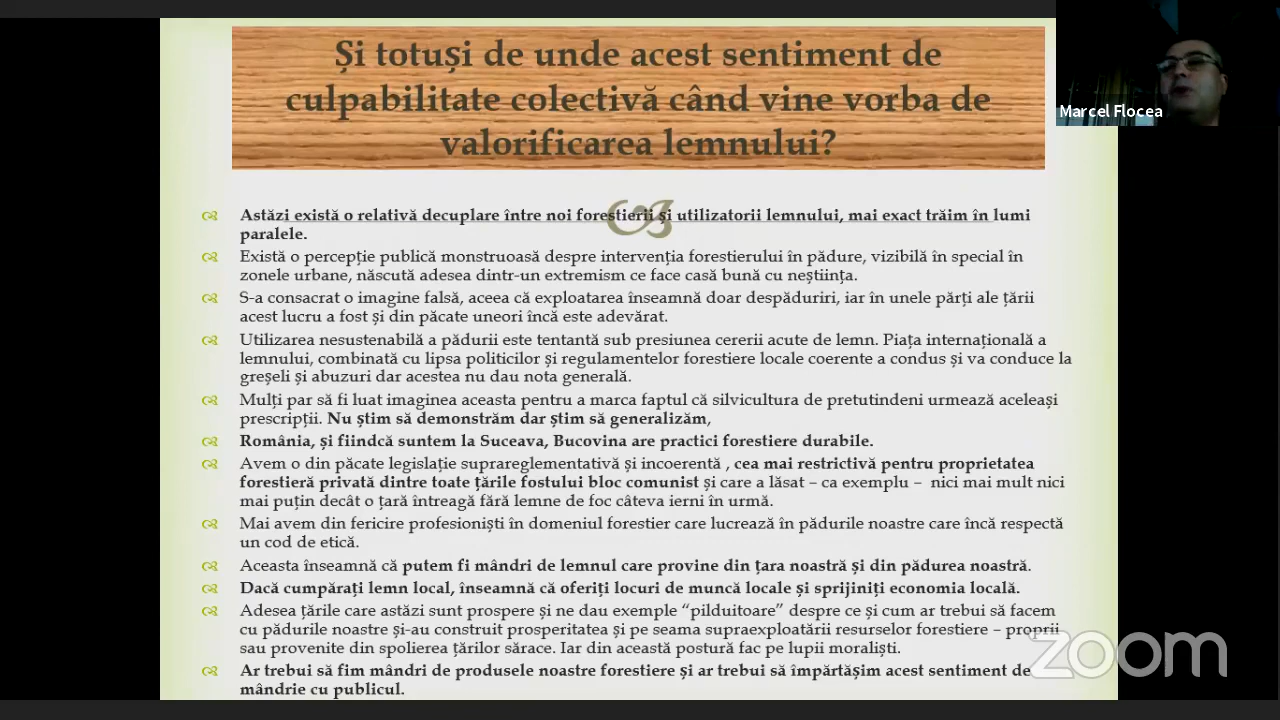 Și totuși de unde acest sentiment de
culpabilitate colectivă când vine vorba de
valorificarea lemnului?
Marcel Flocea
Astăzi există o relativă decuplare între noi forestierii și utilizatorii lemnului, mai exact trăim în lumi
paralele.
Există o percepție publică monstruoasă despre intervenția forestierului în pădure, vizibilă în special în
zonele urbane, născută adesea dintr-un extremism ce face casă bună cu neștiința.
S-a consacrat o imagine falsă, aceea că exploatarea înseamnă doar despăduriri, iar în unele părți ale țării
acest lucru a fost și din păcate uneori încă este adevărat.
Utilizarea nesustenabilă a pădurii este tentantă sub presiunea cererii acute de lemn. Piața internațională a
lemnului, combinată cu lipsa politicilor și regulamentelor forestiere locale coerente a condus și va conduce la
greșeli și abuzuri dar acestea nu dau nota generală.
Mulți par să fi luat imaginea aceasta pentru a marca faptul că silvicultura de pretutindeni urmează aceleași
prescripții. Nu știm să demonstrăm dar știm să generalizăm,
România, și fiindcă suntem la Suceava, Bucovina are practici forestiere durabile.
Avem o din păcate legislație suprareglementativă și incoerentă , cea mai restrictivă pentru proprietatea
forestieră privată dintre toate țările fostului bloc comunist și care a lăsat – ca exemplu – nici mai mult nici
mai puțin decât o țară întreagă fără lemne de foc câteva ierni în urmă.
Mai avem din fericire profesioniști în domeniul forestier care lucrează în pădurile noastre care încă respectă
un cod de etică.
Aceasta înseamnă că putem fi mândri de lemnul care provine din țara noastră și din pădurea noastră.
Dacă cumpărați lemn local, înseamnă că oferiți locuri de muncă locale și sprijiniți economia locală.
Adesea țările care astăzi sunt prospere și ne dau exemple “pilduitoare” despre ce și cum ar trebui să facem
cu pădurile noastre și-au construit prosperitatea și pe seama supraexploatării resurselor forestiere – proprii
sau provenite din spolierea țărilor sărace. Iar din această postură fac pe lupii moraliști.
Ar trebui să fim mândri de produsele noastre forestiere și ar trebui să împărtășim acest sentiment de
mândrie cu publicul.
zoom